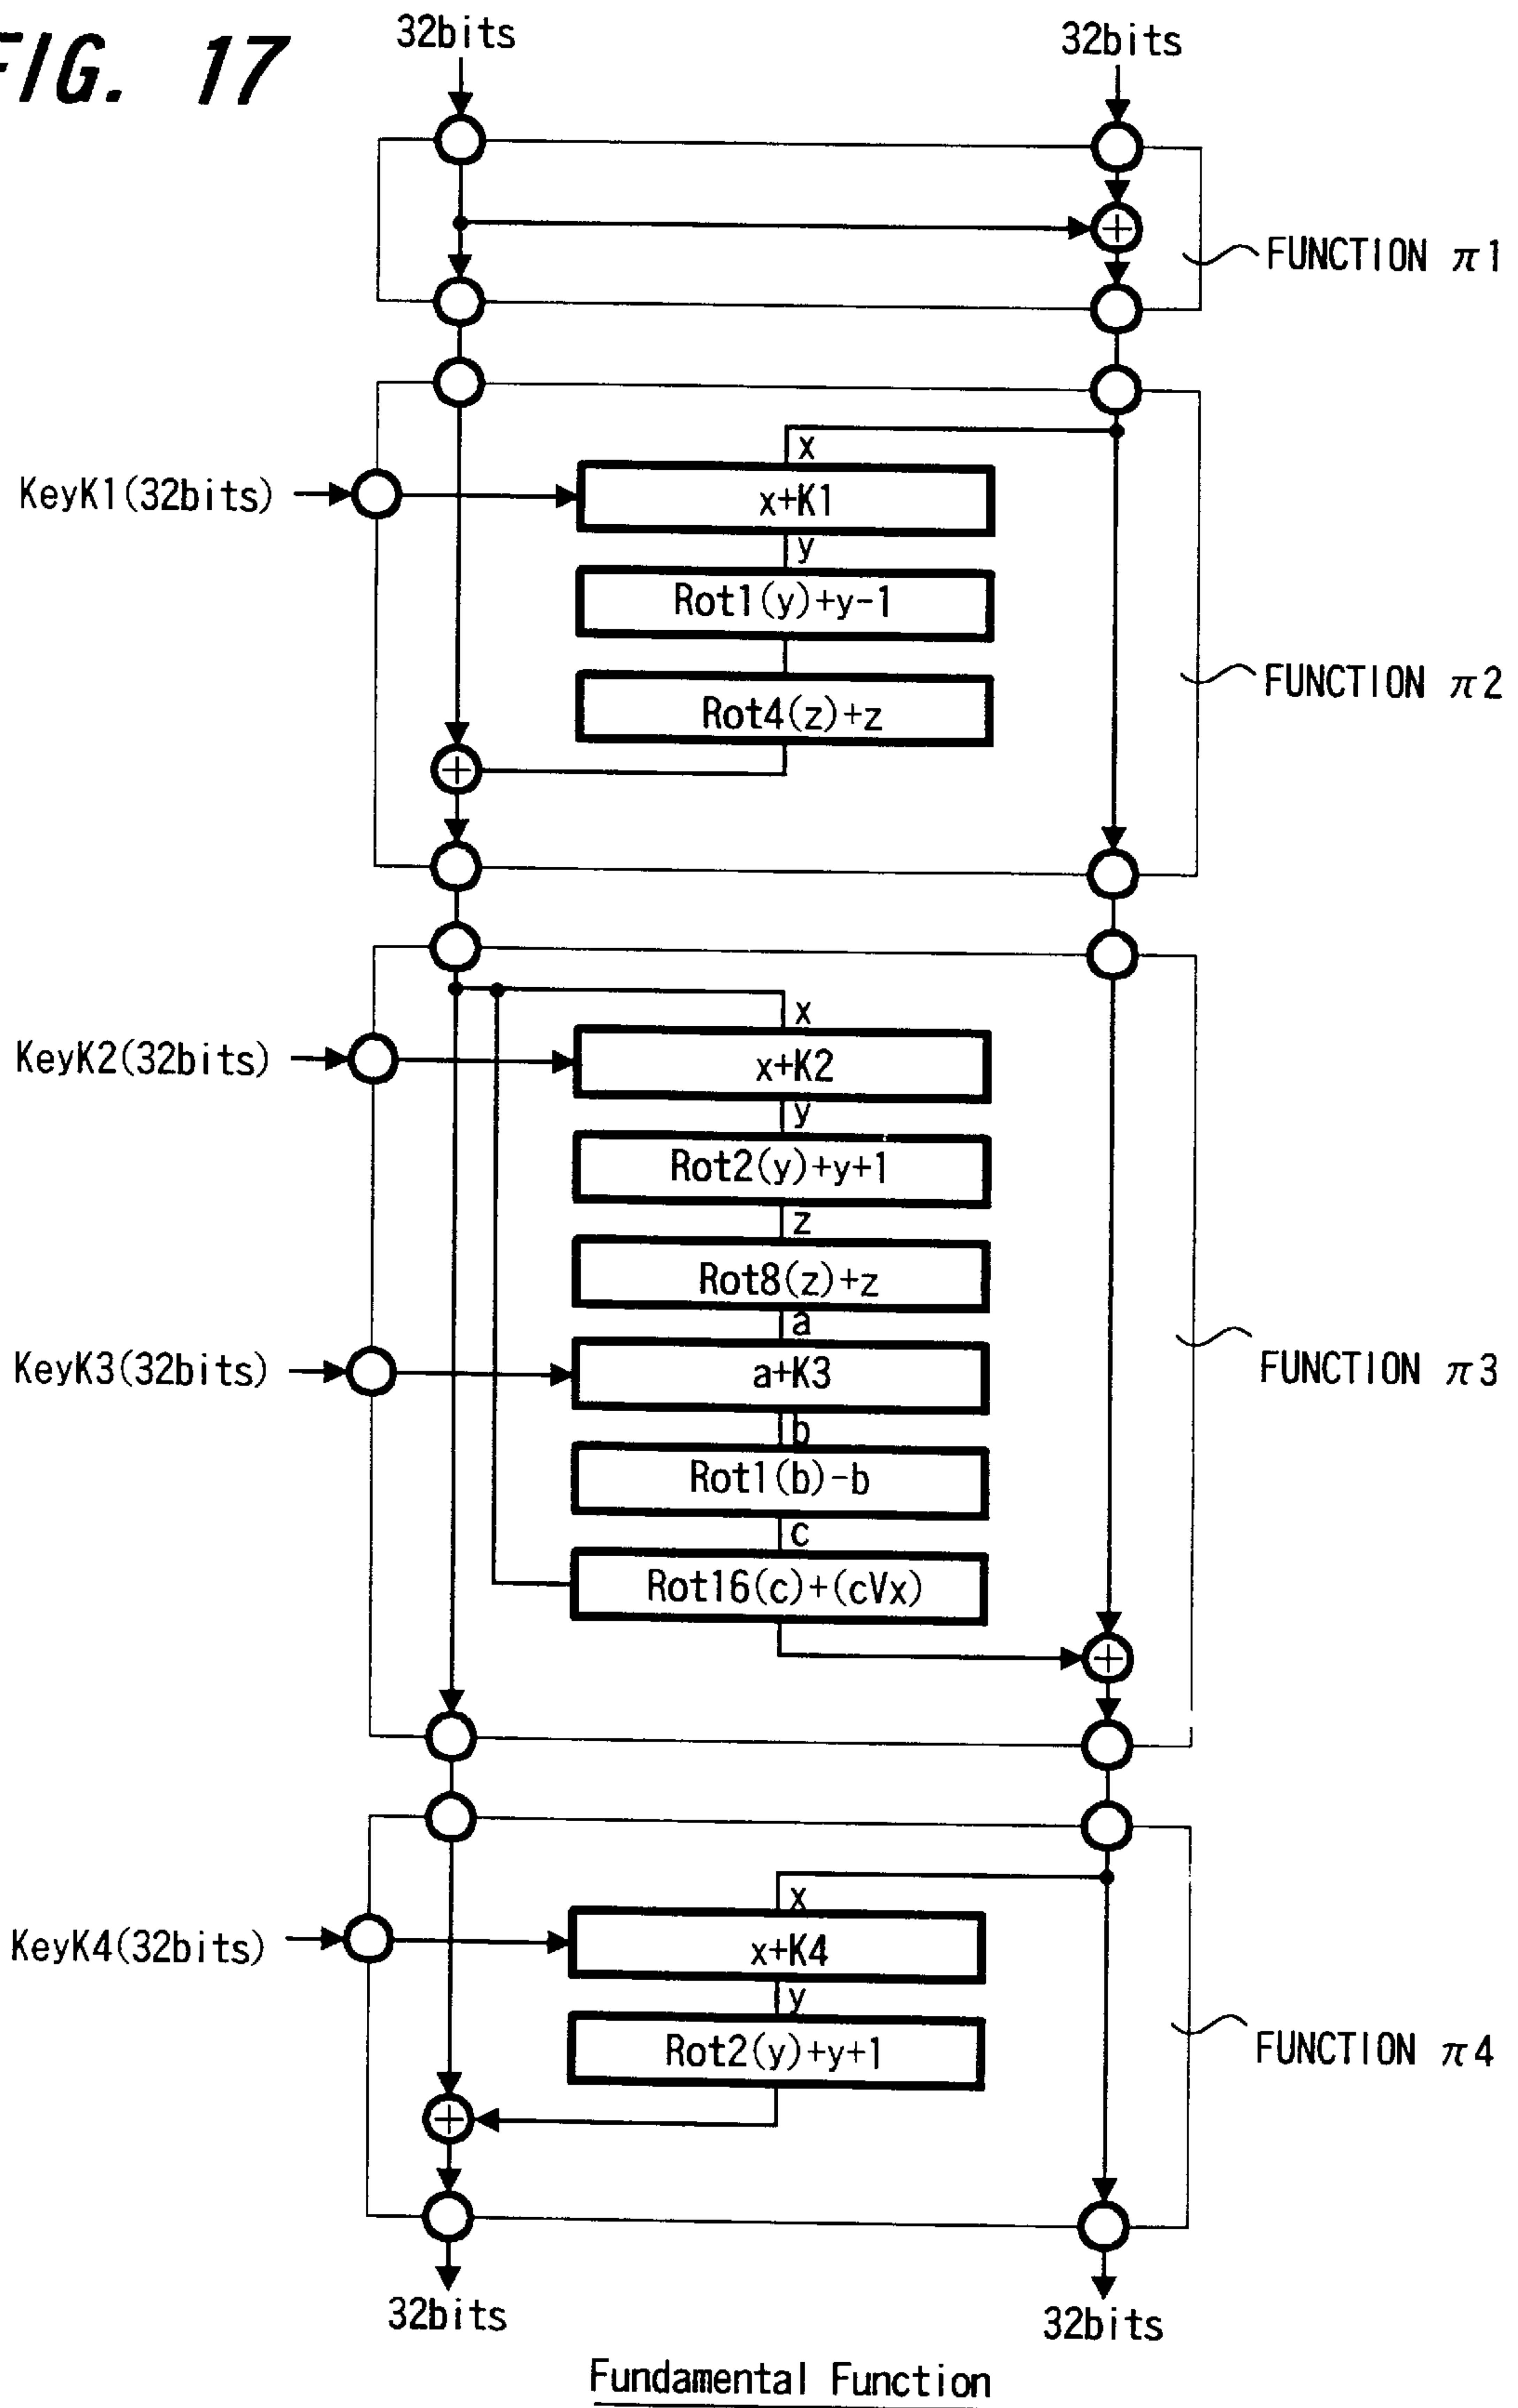 FIG. 17
32bits
32bits
FUNCTION π1
x
KeyK1(32bits)
x+K1
y
Rot1(y)+y-1
FUNCTION π2
Rot4(z)+z
x
KeyK2(32bits)
x+K2
y
Rot2(y)+y+1
z
Rot8(z)+z
a
KeyK3(32bits)
a+K3
FUNCTION π3
b
Rot1(b)-b
c
Rot16(c)+(cVx)
x
KeyK4(32bits)
x+K4
y
Rot2(y)+y+1
FUNCTION π4
32bits
32bits
Fundamental Function